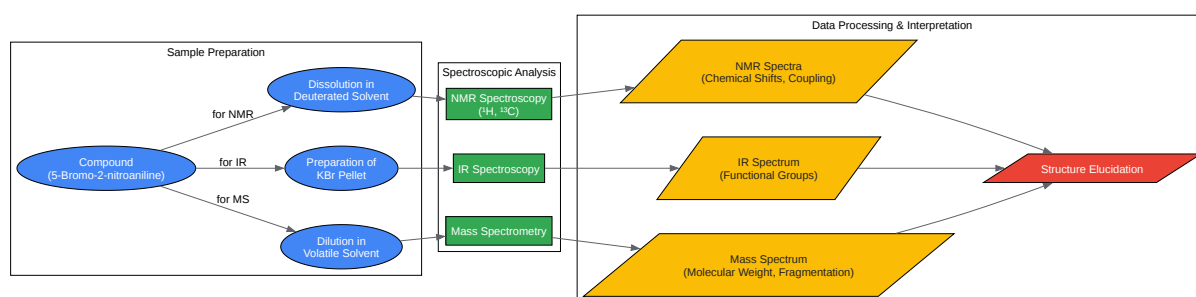 Sample Preparation
Compound
(5-Bromo-2-nitroaniline)
for NMR
for IR
for MS
Dissolution in
Deuterated Solvent
Preparation of
KBr Pellet
Dilution in
Volatile Solvent
Spectroscopic Analysis
NMR Spectroscopy
(¹H, ¹³C)
IR Spectroscopy
Mass Spectrometry
Data Processing & Interpretation
NMR Spectra
(Chemical Shifts, Coupling)
IR Spectrum
(Functional Groups)
Mass Spectrum
(Molecular Weight, Fragmentation)
Structure Elucidation